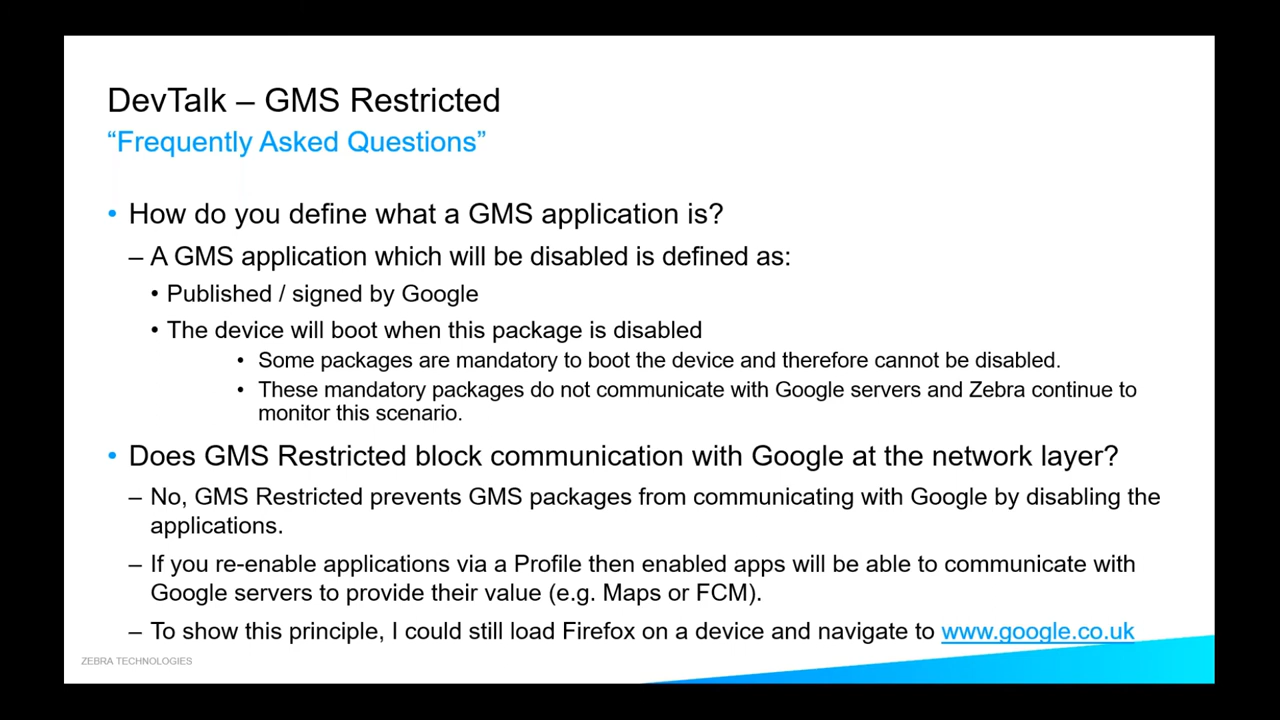 DevTalk – GMS Restricted
“Frequently Asked Questions”
• How do you define what a GMS application is?
– A GMS application which will be disabled is defined as:
• Published / signed by Google
• The device will boot when this package is disabled
• Some packages are mandatory to boot the device and therefore cannot be disabled.
• These mandatory packages do not communicate with Google servers and Zebra continue to
monitor this scenario.
• Does GMS Restricted block communication with Google at the network layer?
– No, GMS Restricted prevents GMS packages from communicating with Google by disabling the
applications.
– If you re-enable applications via a Profile then enabled apps will be able to communicate with
Google servers to provide their value (e.g. Maps or FCM).
– To show this principle, I could still load Firefox on a device and navigate to www.google.co.uk
ZEBRA TECHNOLOGIES